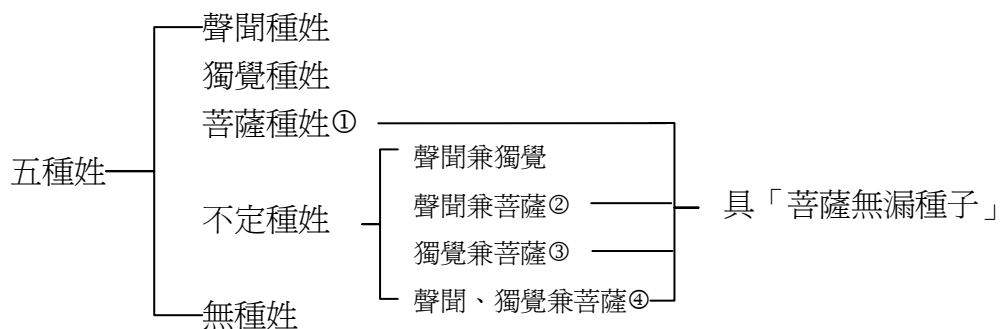 五種姓
聲聞種姓
獨覺種姓
菩薩種姓①
不定種姓
聲聞兼獨覺
聲聞兼菩薩②
獨覺兼菩薩③
聲聞、獨覺兼菩薩④
無種姓
具「菩薩無漏種子」